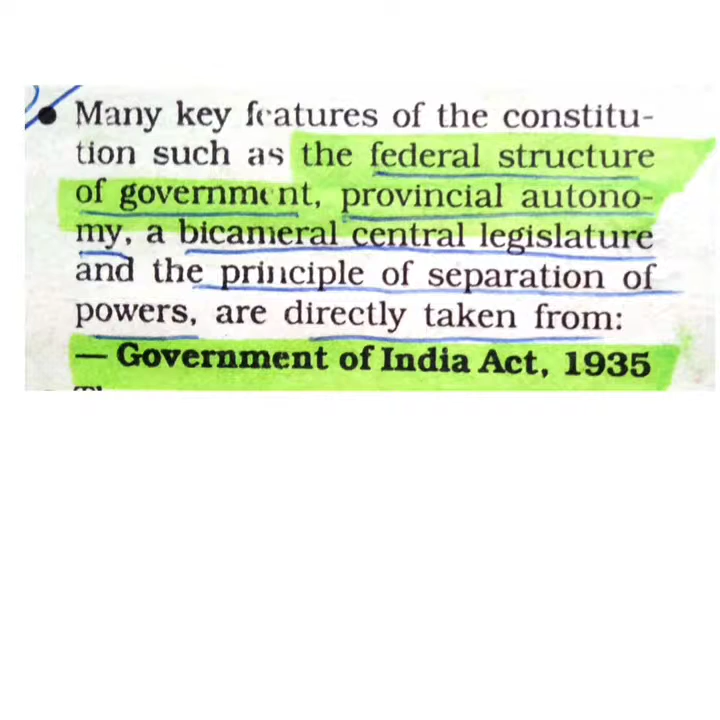 • Many key features of the constitu-
tion such as the federal structure
of government, provincial autono-
my, a bicameral central legislature
and the principle of separation of
powers, are directly taken from:
— Government of India Act, 1935